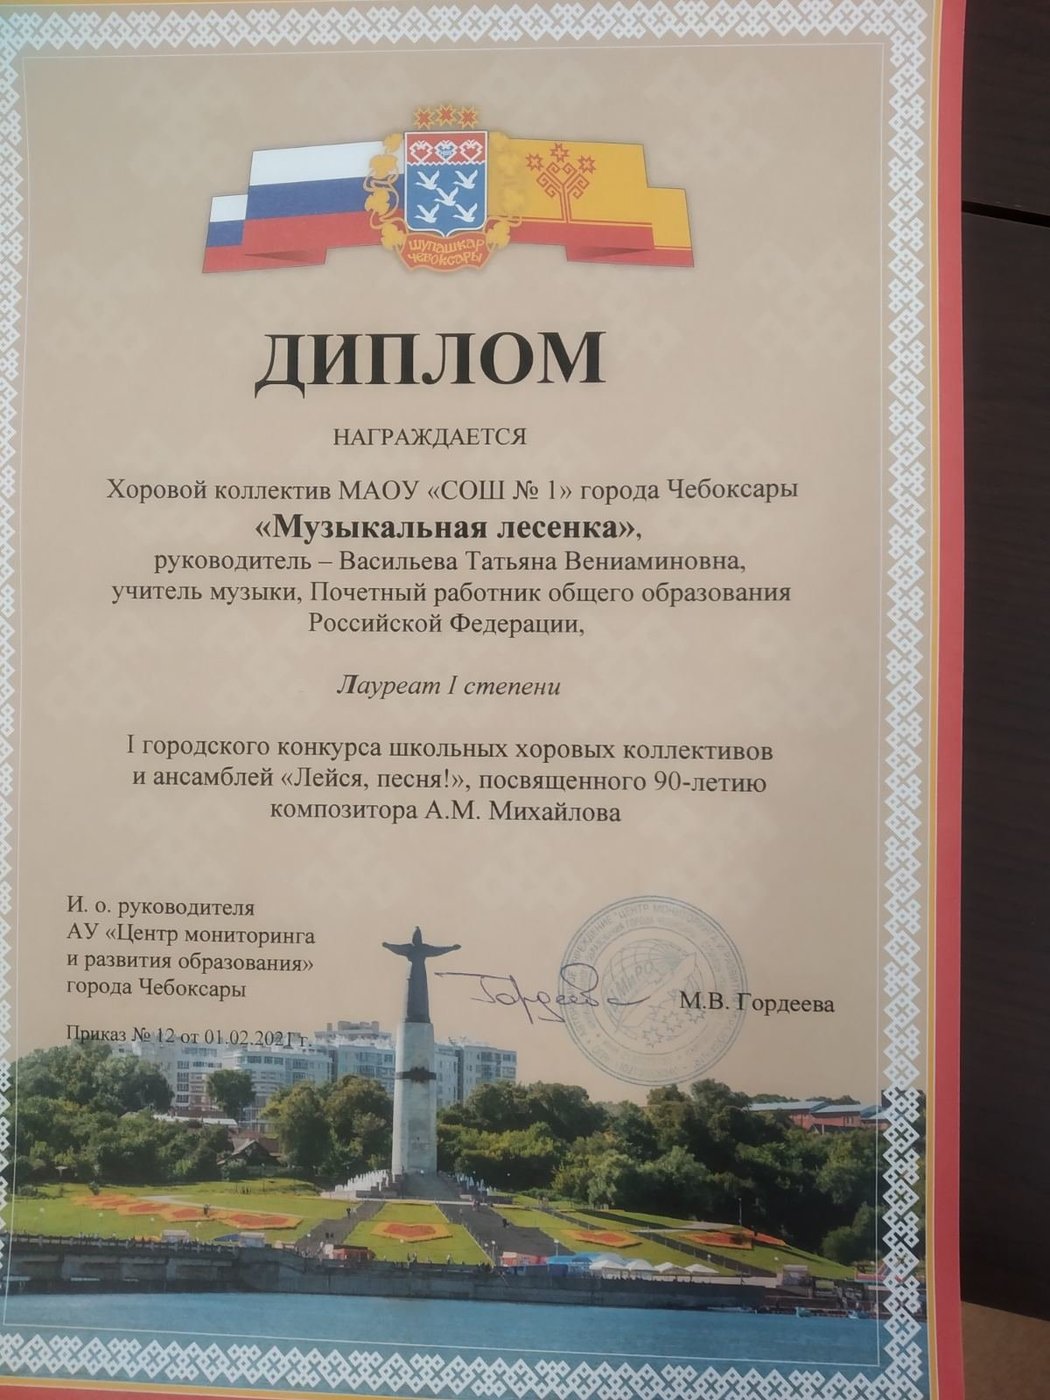 ШУПАШКАР
ЧЕБОКСАРЫ
ДИПЛОМ
НАГРАЖДАЕТСЯ
Хоровой коллектив МАОУ «СОШ № 1» города Чебоксары
«Музыкальная лесенка»,
руководитель – Васильева Татьяна Вениаминовна,
учитель музыки, Почетный работник общего образования
Российской Федерации,
Лауреат I степени
I городского конкурса школьных хоровых коллективов
и ансамблей «Лейся, песня!», посвященного 90-летию
композитора А.М. Михайлова
И. о. руководителя
АУ «Центр мониторинга
и развития образования»
города Чебоксары
Гордеева
М.В. Гордеева
Приказ № 12 от 01.02.2021 г.